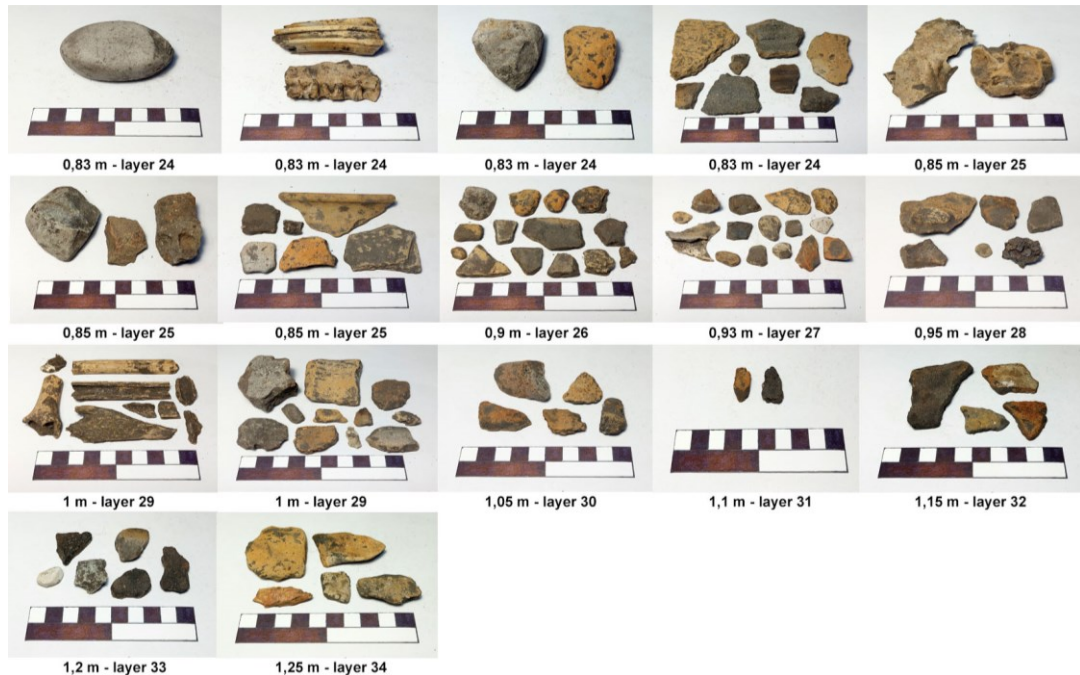 0,83 m - layer 24
0,83 m - layer 24
0,83 m - layer 24
0,83 m - layer 24
0,85 m - layer 25
0,85 m - layer 25
0,85 m - layer 25
0,9 m - layer 26
0,93 m - layer 27
0,95 m - layer 28
1 m - layer 29
1 m - layer 29
1,05 m - layer 30
1,1 m - layer 31
1,15 m - layer 32
1,2 m - layer 33
1,25 m - layer 34